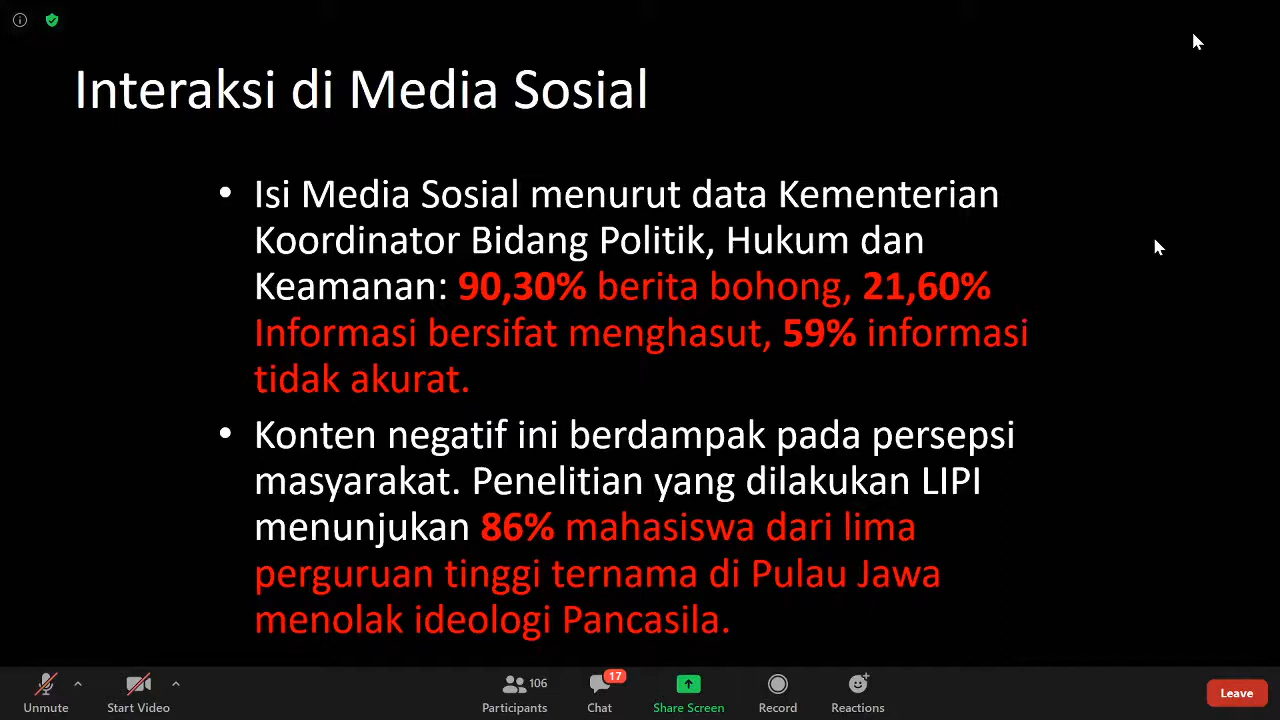 Interaksi di Media Sosial
• Isi Media Sosial menurut data Kementerian
Koordinator Bidang Politik, Hukum dan
Keamanan: 90,30% berita bohong, 21,60%
Informasi bersifat menghasut, 59% informasi
tidak akurat.
• Konten negatif ini berdampak pada persepsi
masyarakat. Penelitian yang dilakukan LIPI
menunjukan 86% mahasiswa dari lima
perguruan tinggi ternama di Pulau Jawa
menolak ideologi Pancasila.
106
17
Unmute
Start Video
Participants
Chat
Share Screen
Record
Reactions
Leave